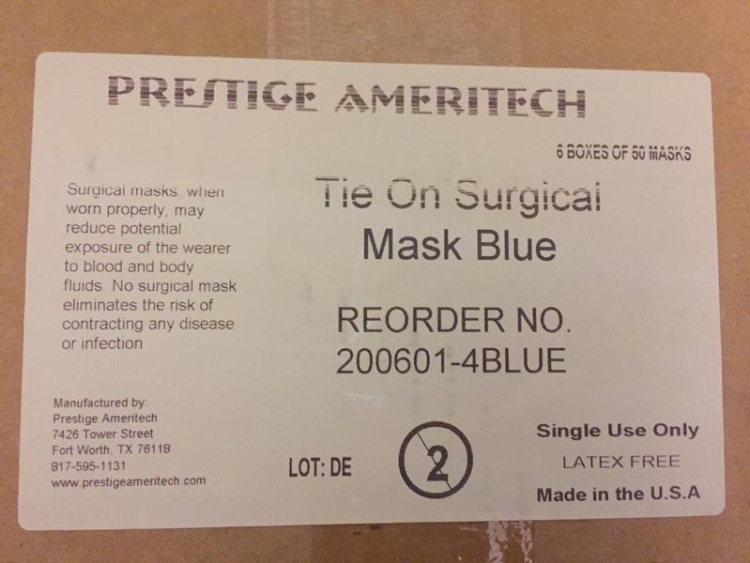 PRESTIGE AMERITECH
6 BOXES OF 50 MASKS
Surgical masks. when
worn properly, may
reduce potential
exposure of the wearer
to blood and body
fluids. No surgical mask
eliminates the risk of
contracting any disease
or infection
Tie On Surgical
Mask Blue
REORDER NO.
200601-4BLUE
Manufactured by:
Prestige Ameritech
7426 Tower Street
Fort Worth, TX 76118
817-595-1131
www.prestigeameritech.com
LOT: DE
2
Single Use Only
LATEX FREE
Made in the U.S.A